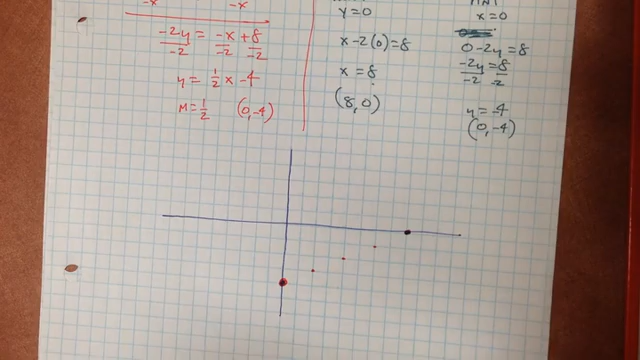 -x -x
-2y = -x + 8
-2 -2 -2
y = 1/2 x - 4
M = 1/2 (0, -4)
y = 0
x - 2(0) = 8
x = 8
(8, 0)
x = 0
0 - 2y = 8
-2y = 8
-2 -2
y = -4
(0, -4)